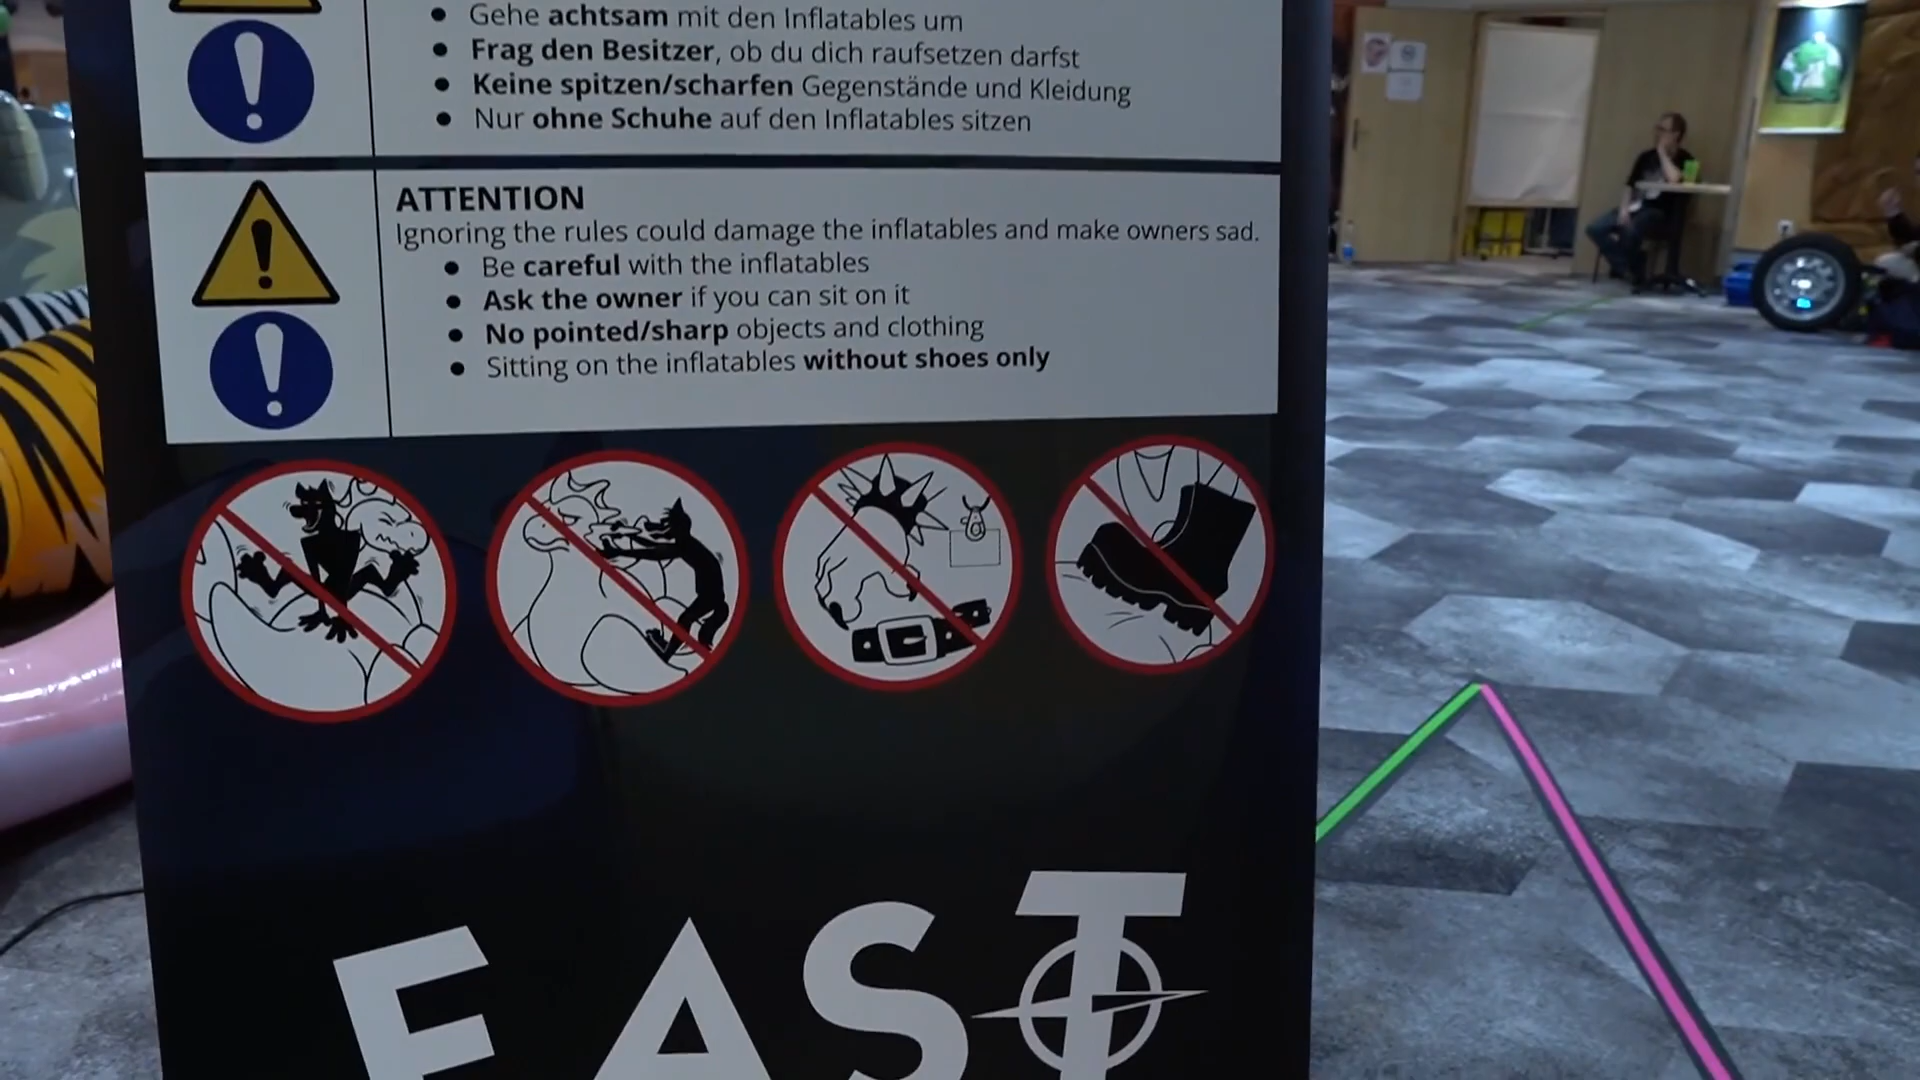 Gehe achtsam mit den Inflatables um
Frag den Besitzer, ob du dich raufsetzen darfst
Keine spitzen/scharfen Gegenstände und Kleidung
Nur ohne Schuhe auf den Inflatables sitzen
ATTENTION
Ignoring the rules could damage the inflatables and make owners sad.
Be careful with the inflatables
Ask the owner if you can sit on it
No pointed/sharp objects and clothing
Sitting on the inflatables without shoes only
EAST